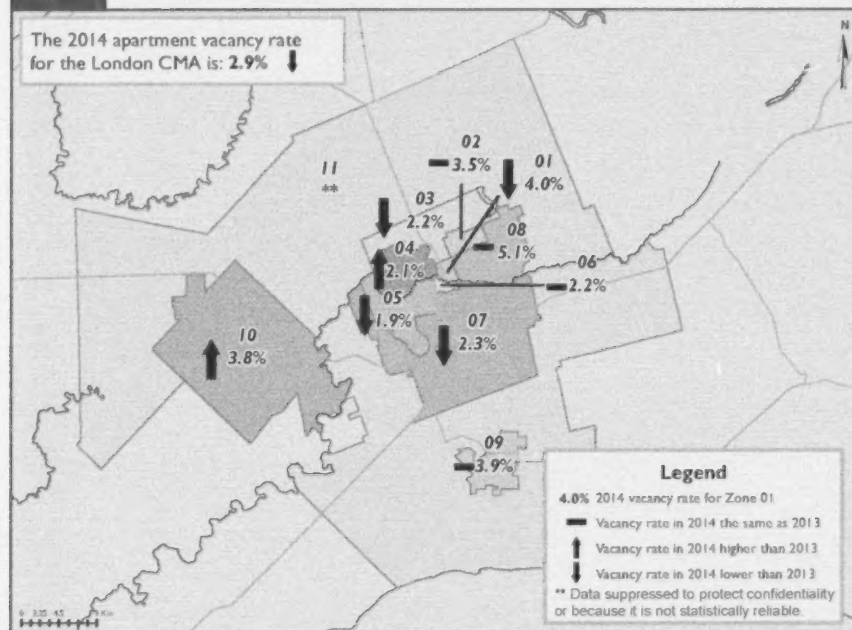 The 2014 apartment vacancy rate
for the London CMA is: 2.9%
N
02
3.5%
01
4.0%
11
**
03
2.2%
08
5.1%
04
2.1%
06
2.2%
05
1.9%
07
2.3%
10
3.8%
09
3.9%
Legend
4.0% 2014 vacancy rate for Zone 01
Vacancy rate in 2014 the same as 2013
Vacancy rate in 2014 higher than 2013
Vacancy rate in 2014 lower than 2013
** Data suppressed to protect confidentiality
or because it is not statistically reliable